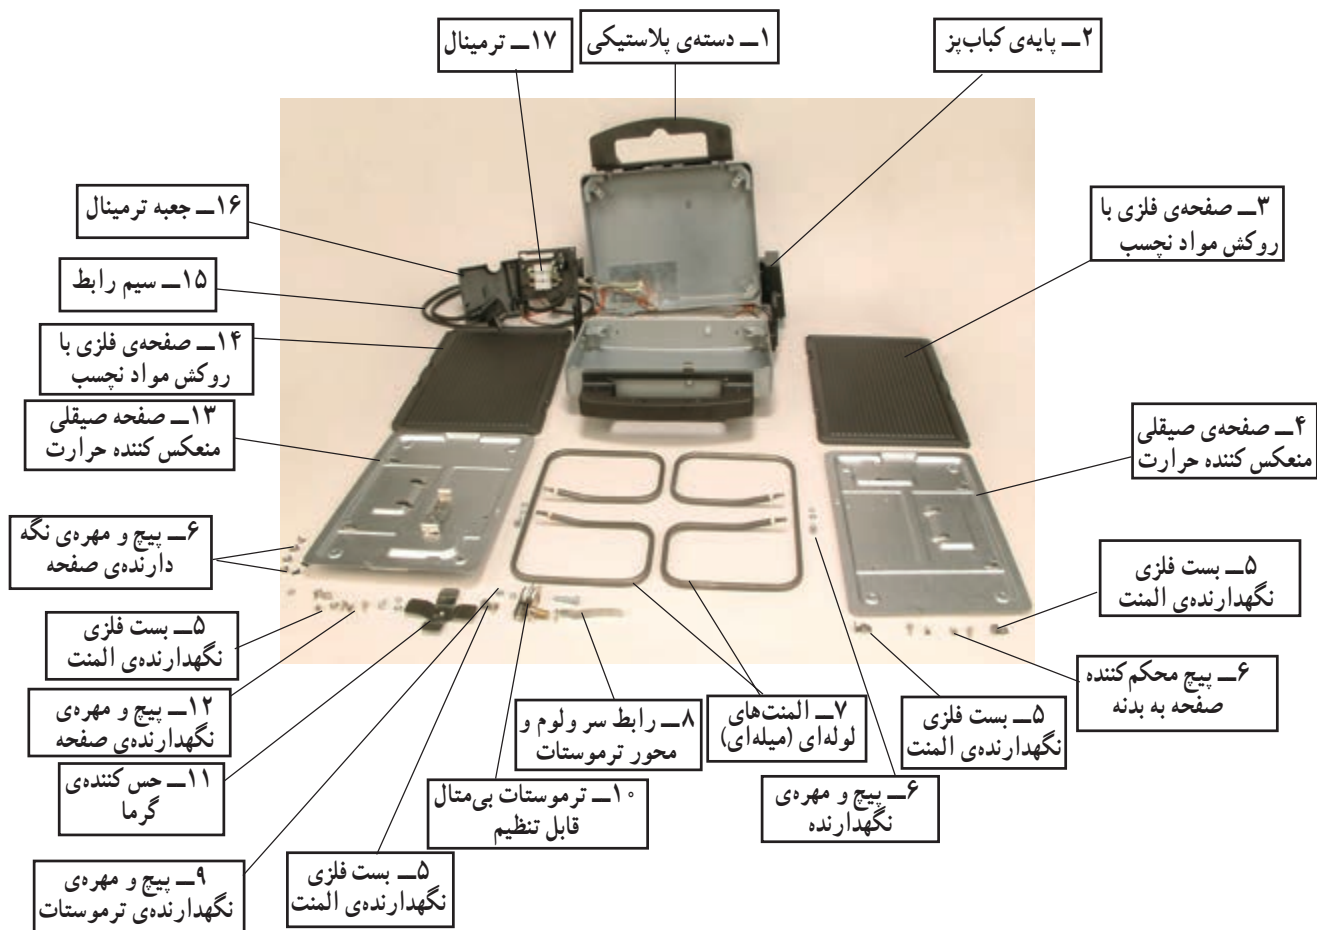 ۱ــ دسته‌ی پلاستیکی
۲ــ پایه‌ی کباب‌پز
۱۷ــ ترمینال
۳ــ صفحه‌ی فلزی با
روکش مواد نچسب
۱۶ــ جعبه ترمینال
۱۵ــ سیم رابط
۱۴ــ صفحه‌ی فلزی با
روکش مواد نچسب
۱۳ــ صفحه صیقلی
منعکس کننده حرارت
۴ــ صفحه‌ی صیقلی
منعکس کننده حرارت
۶ــ پیچ و مهره‌ی نگه
دارنده‌ی صفحه
۵ــ بست فلزی
نگهدارنده‌ی المنت
۵ــ بست فلزی
نگهدارنده‌ی المنت
۶ــ پیچ محکم‌کننده
صفحه به بدنه
۱۲ــ پیچ و مهره‌ی
نگهدارنده‌ی صفحه
۸ــ رابط سر ولوم و
محور ترموستات
۷ــ المنت‌های
لوله‌ای (میله‌ای)
۵ــ بست فلزی
نگهدارنده‌ی المنت
۱۱ــ حس کننده‌ی
گرما
۱۰ــ ترموستات بی‌متال
قابل تنظیم
۶ــ پیچ و مهره‌ی
نگهدارنده
۹ــ پیچ و مهره‌ی
نگهدارنده‌ی ترموستات
۵ــ بست فلزی
نگهدارنده‌ی المنت